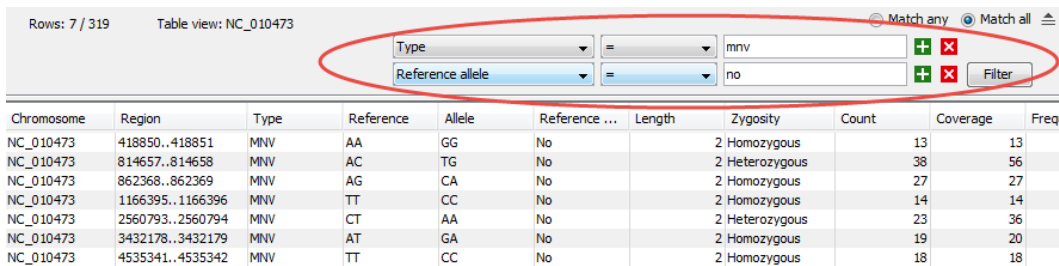 Rows: 7 / 319 Table view: NC_010473 Match any Match all
Type = mnv
Reference allele = no Filter
Chromosome Region Type Reference Allele Reference ... Length Zygosity Count Coverage Freq
NC_010473 418850..418851 MNV AA GG No 2 Homozygous 13 13
NC_010473 814657..814658 MNV AC TG No 2 Heterozygous 38 56
NC_010473 862368..862369 MNV AG CA No 2 Homozygous 27 27
NC_010473 1166395..1166396 MNV TT CC No 2 Homozygous 14 14
NC_010473 2560793..2560794 MNV CT AA No 2 Heterozygous 23 36
NC_010473 3432178..3432179 MNV AT GA No 2 Homozygous 19 20
NC_010473 4535341..4535342 MNV TT CC No 2 Homozygous 18 18